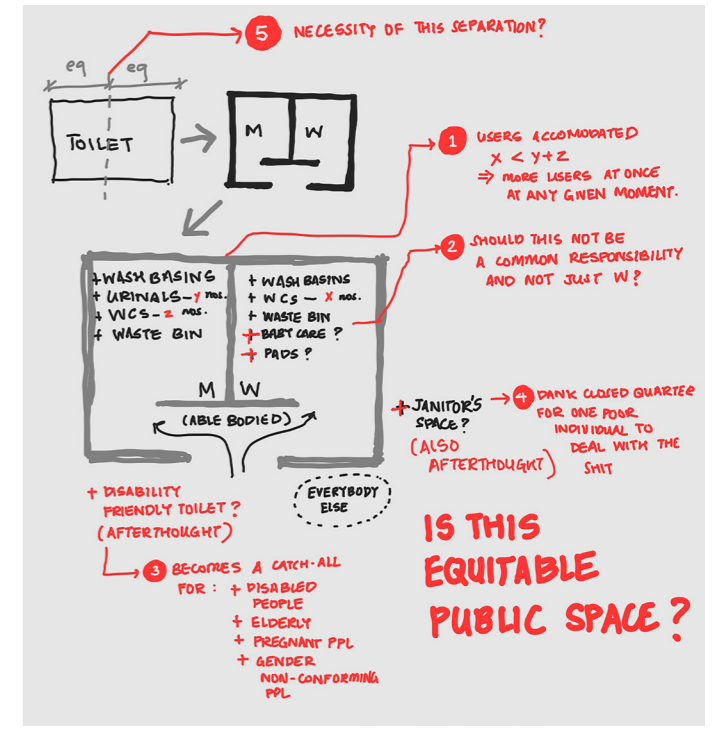 5 NECESSITY OF THIS SEPARATION?
eq eq
TOILET
M W
1 USERS ACCOMODATED
X < Y+Z
⇒ MORE USERS AT ONCE
AT ANY GIVEN MOMENT.
2 SHOULD THIS NOT BE
A COMMON RESPONSIBILITY
AND NOT JUST W?
+ WASH BASINS
+ URINALS - Y nos.
+ WCS - Z nos.
+ WASTE BIN
+ WASH BASINS
+ WCS - X nos.
+ WASTE BIN
+ BABY CARE ?
+ PADS ?
M W
(ABLE BODIED)
+ JANITOR'S
SPACE?
(ALSO
AFTERTHOUGHT)
4 DANK CLOSED QUARTER
FOR ONE POOR
INDIVIDUAL TO
DEAL WITH THE
SHIT
+ DISABILITY
FRIENDLY TOILET ?
(AFTERTHOUGHT)
EVERYBODY
ELSE
3 BECOMES A CATCH-ALL
FOR : + DISABLED
PEOPLE
+ ELDERLY
+ PREGNANT PPL
+ GENDER
NON-CONFORMING
PPL
IS THIS
EQUITABLE
PUBLIC SPACE ?